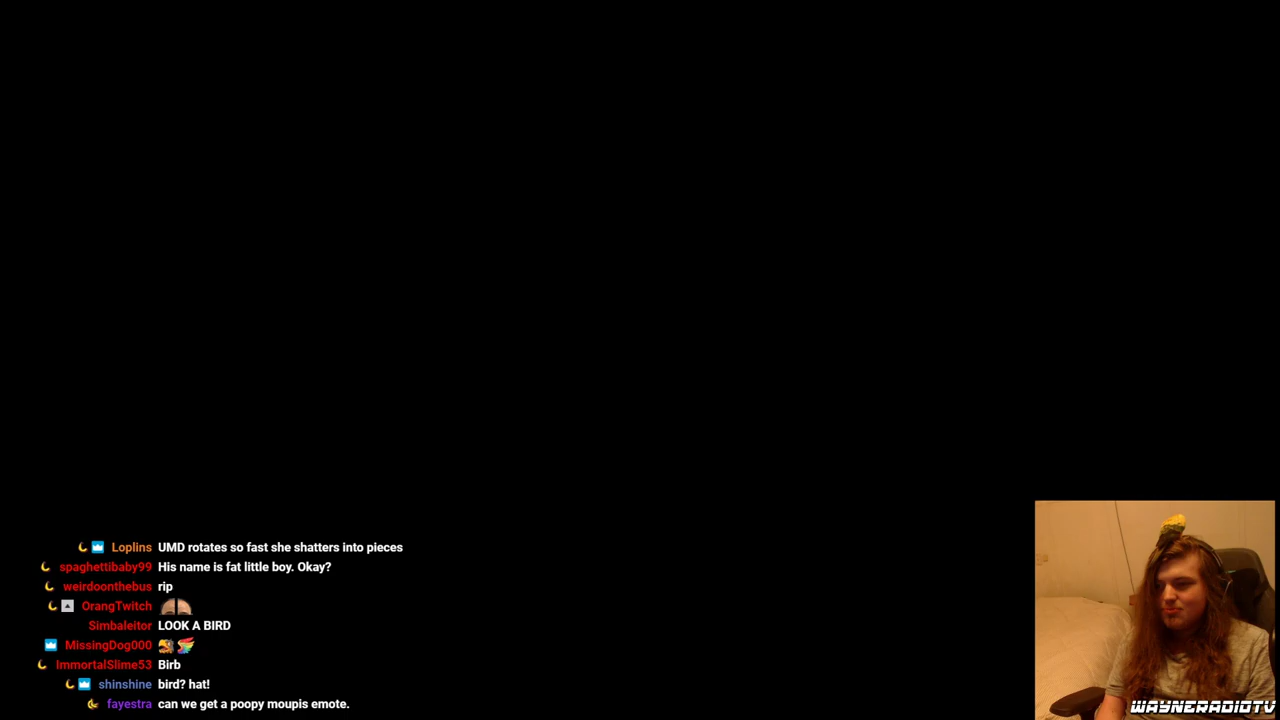 Loplins UMD rotates so fast she shatters into pieces
spaghettibaby99 His name is fat little boy. Okay?
weirdoonthebus rip
OrangTwitch
Simbaleitor LOOK A BIRD
MissingDog000
ImmortalSlime53 Birb
shinshine bird? hat!
fayestra can we get a poopy moupis emote.
WAYNERADIOTV